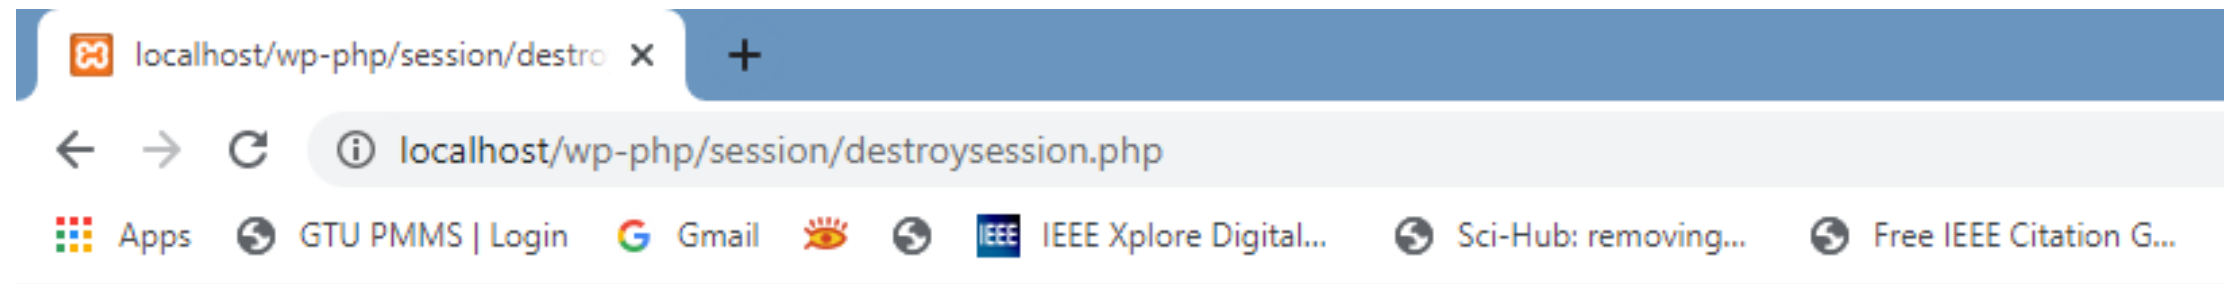 localhost/wp-php/session/destro
localhost/wp-php/session/destroysession.php
Apps GTU PMMS | Login Gmail IEEE IEEE Xplore Digital... Sci-Hub: removing... Free IEEE Citation G...